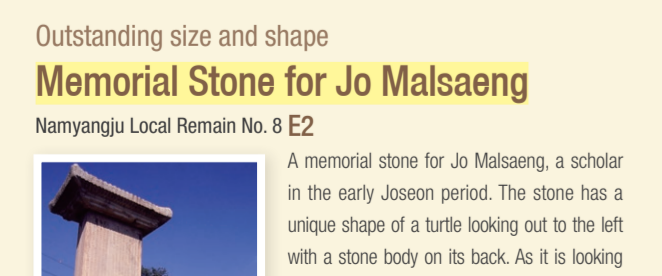 Outstanding size and shape
Memorial Stone for Jo Malsaeng
Namyangju Local Remain No. 8 E2
A memorial stone for Jo Malsaeng, a scholar
in the early Joseon period. The stone has a
unique shape of a turtle looking out to the left
with a stone body on its back. As it is looking